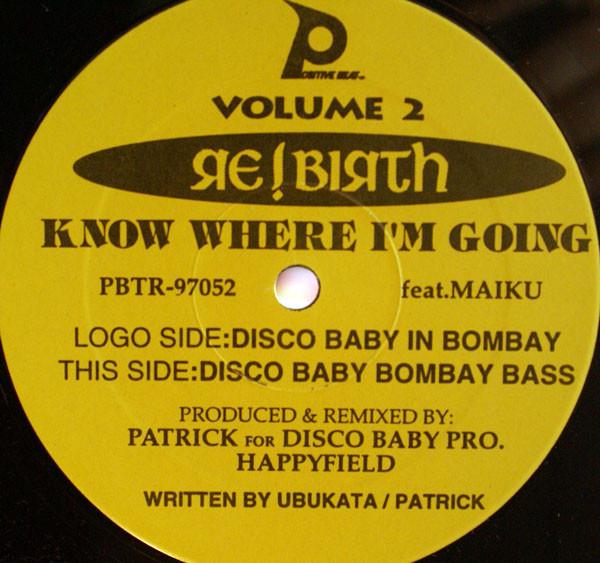 POSITIVE BEAT INC.
VOLUME 2
RE!BIRTH
KNOW WHERE I'M GOING
PBTR-97052 feat.MAIKU
LOGO SIDE:DISCO BABY IN BOMBAY
THIS SIDE:DISCO BABY BOMBAY BASS
PRODUCED & REMIXED BY:
PATRICK FOR DISCO BABY PRO.
HAPPYFIELD
WRITTEN BY UBUKATA / PATRICK